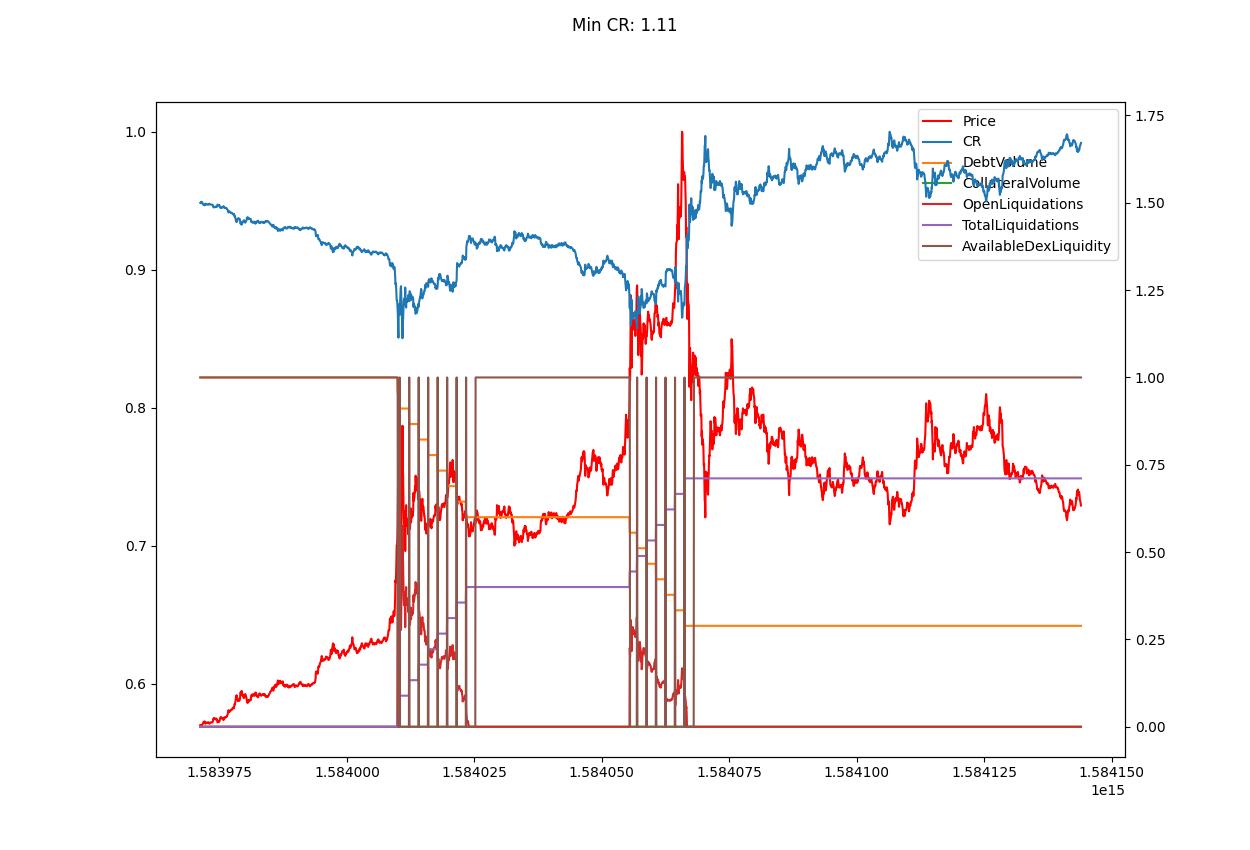 Min CR: 1.11
1.0
0.9
0.8
0.7
0.6
1.75
1.50
1.25
1.00
0.75
0.50
0.25
0.00
Price
CR
DebtVolume
CollateralVolume
OpenLiquidations
TotalLiquidations
AvailableDexLiquidity
1.583975 1.584000 1.584025 1.584050 1.584075 1.584100 1.584125 1.584150
1e15